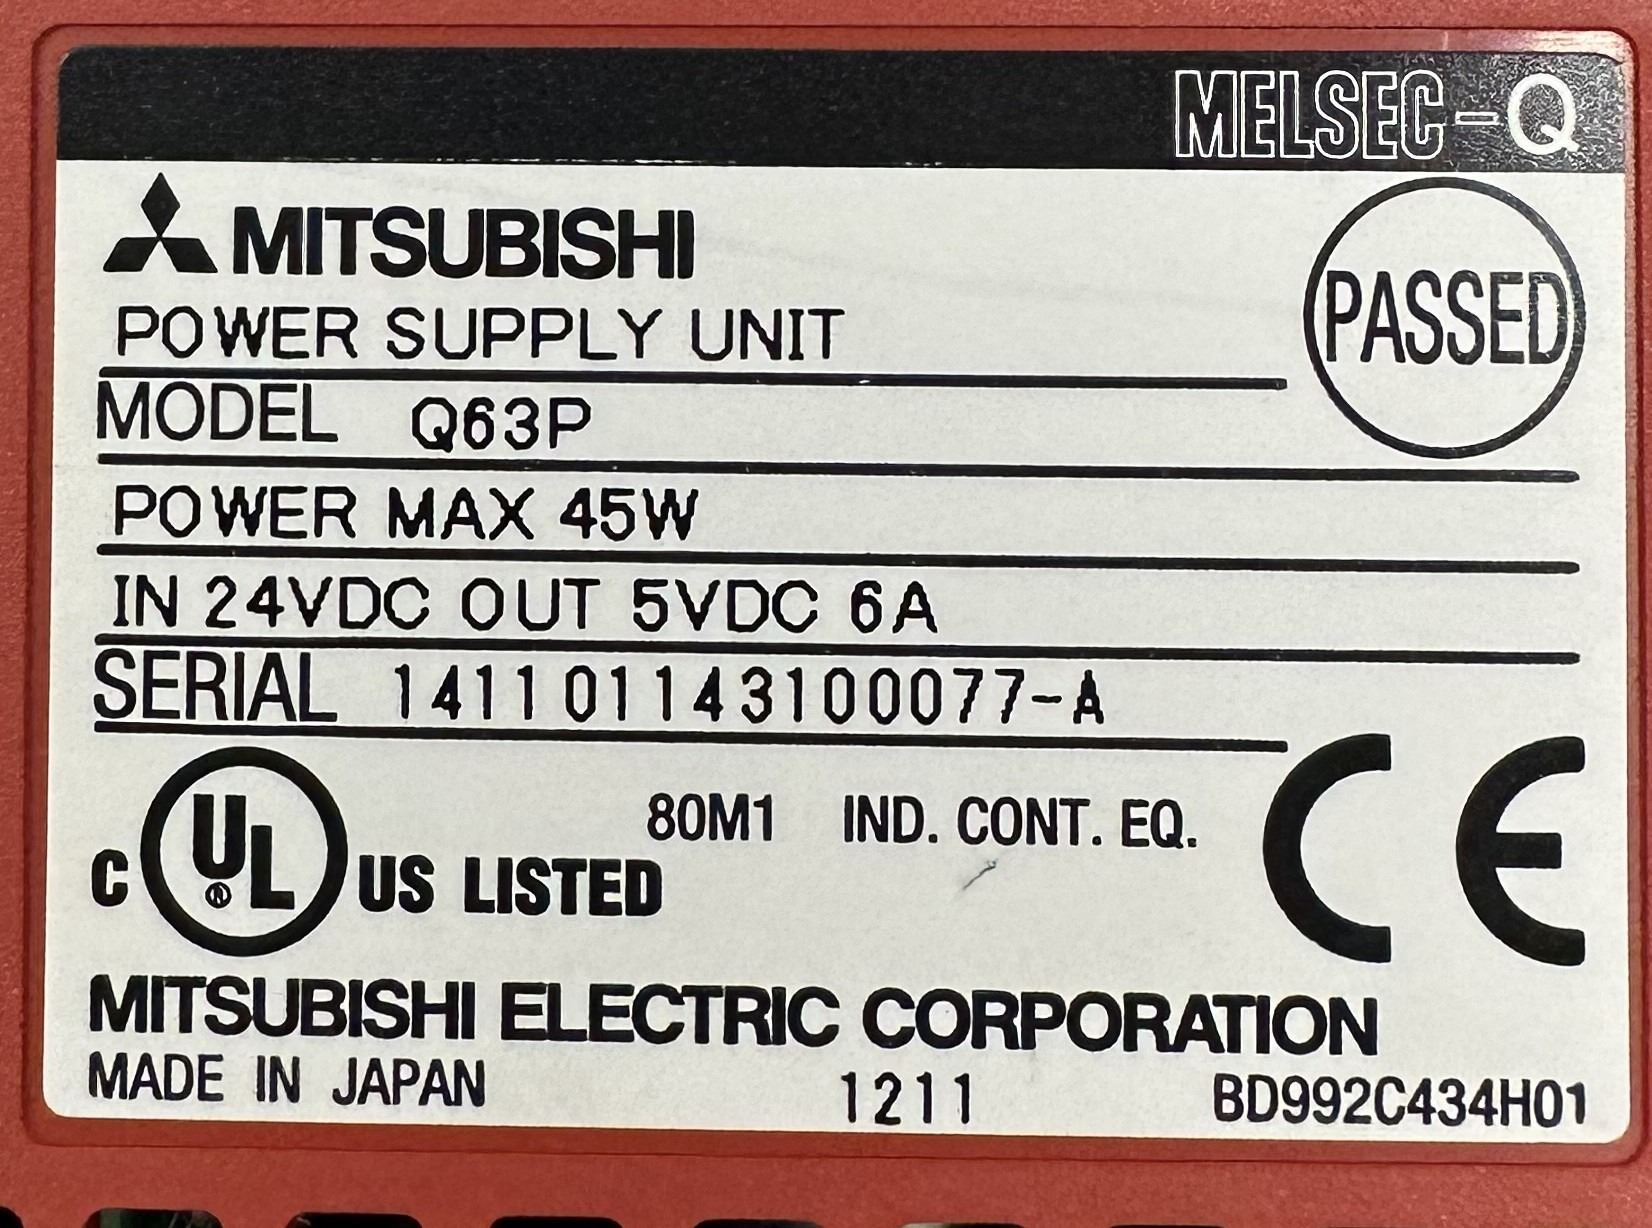 MELSEC-Q
MITSUBISHI
PASSED
POWER SUPPLY UNIT
MODEL Q63P
POWER MAX 45W
IN 24VDC OUT 5VDC 6A
SERIAL 141101143100077-A
C UL US LISTED
80M1 IND. CONT. EQ.
CE
MITSUBISHI ELECTRIC CORPORATION
MADE IN JAPAN 1211 BD992C434H01